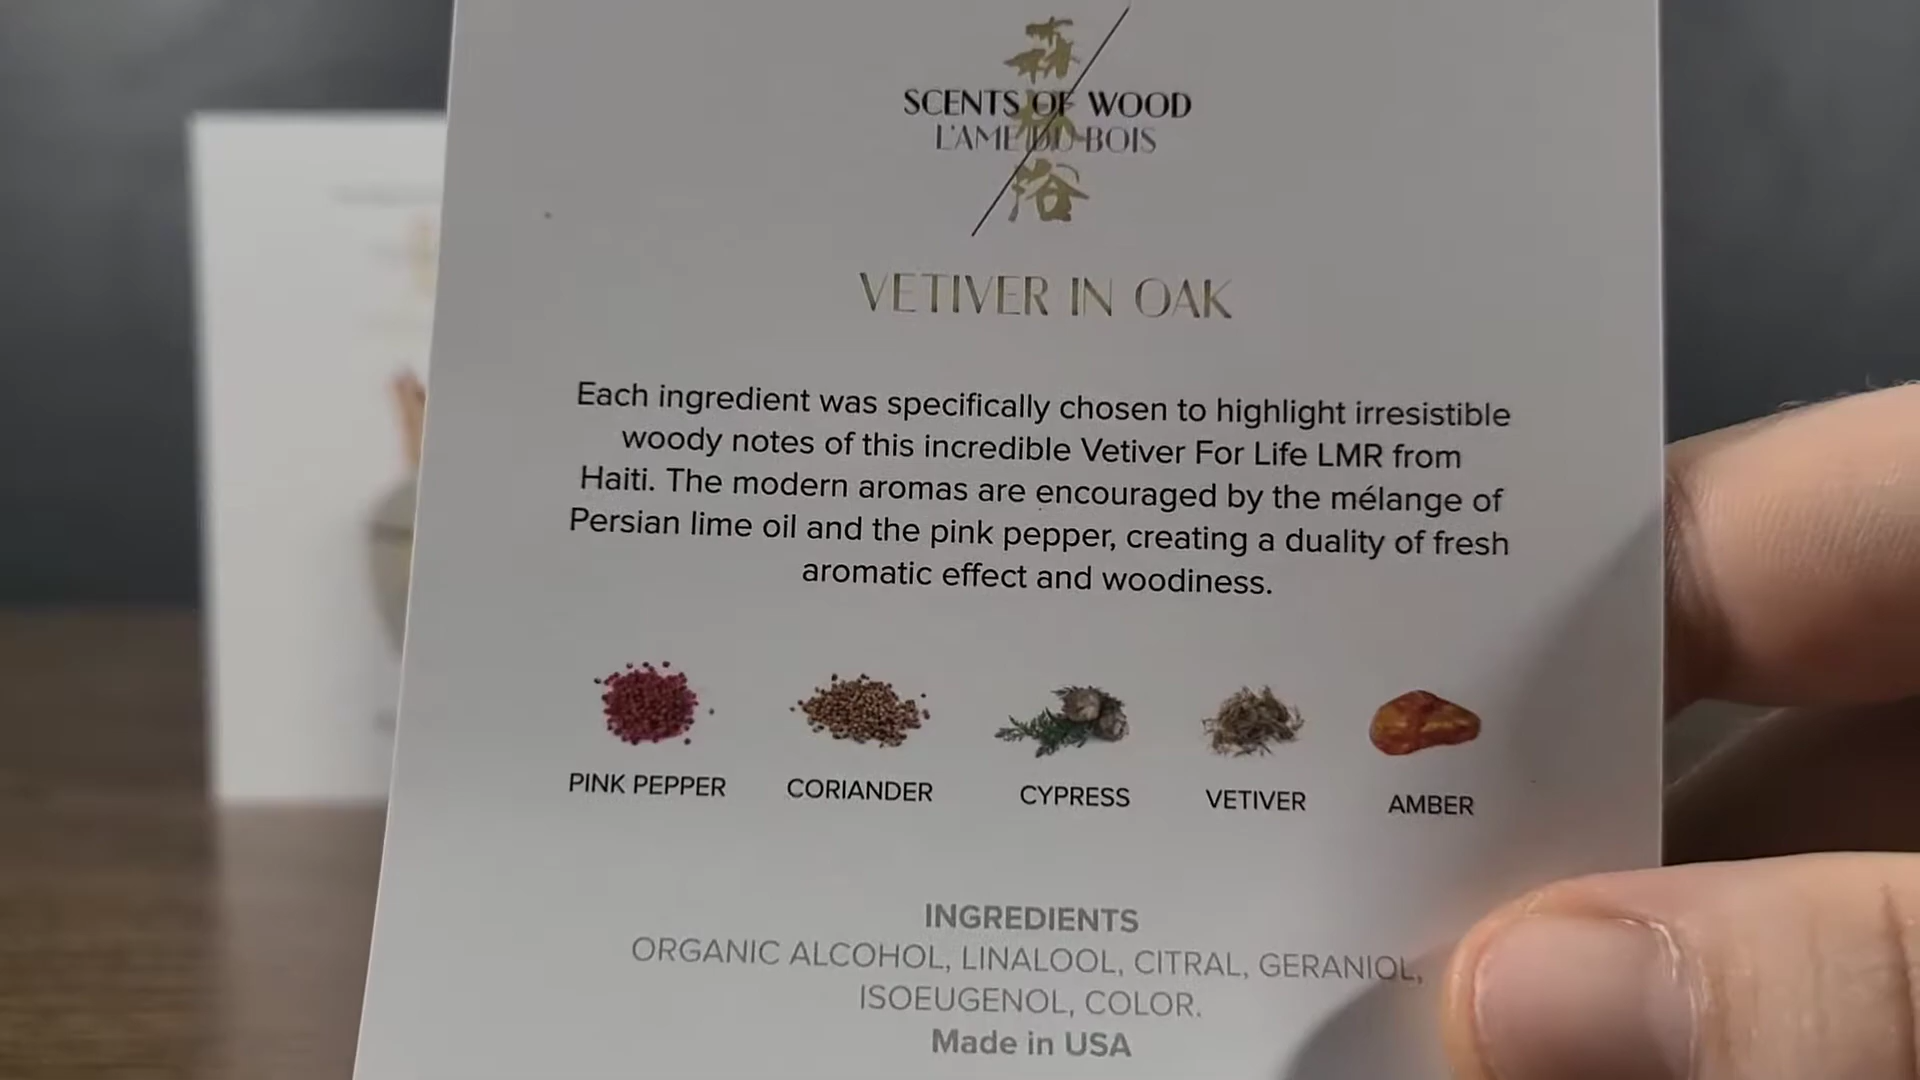 森
SCENTS OF WOOD
L'AME DU BOIS
浴
VETIVER IN OAK
Each ingredient was specifically chosen to highlight irresistible
woody notes of this incredible Vetiver For Life LMR from
Haiti. The modern aromas are encouraged by the mélange of
Persian lime oil and the pink pepper, creating a duality of fresh
aromatic effect and woodiness.
PINK PEPPER CORIANDER CYPRESS VETIVER AMBER
INGREDIENTS
ORGANIC ALCOHOL, LINALOOL, CITRAL, GERANIOL,
ISOEUGENOL, COLOR.
Made in USA